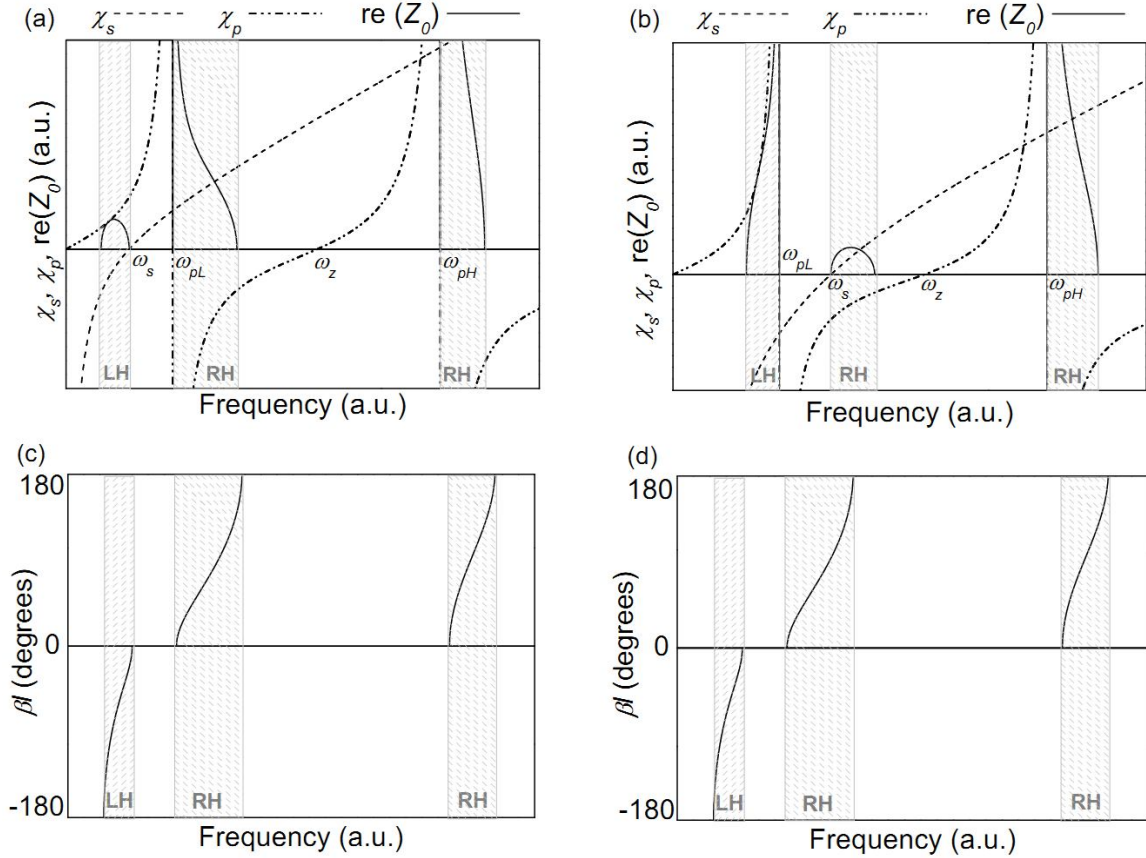 (a)
χs χp re (Z0)
χs, χp, re(Z0) (a.u.)
ωs ωpL ωz ωpH
LH RH RH
Frequency (a.u.)
(b)
χs χp re (Z0)
χs, χp, re(Z0) (a.u.)
ωpL
ωs ωz ωpH
LH RH RH
Frequency (a.u.)
(c)
180
0
-180
βl (degrees)
LH RH RH
Frequency (a.u.)
(d)
180
0
-180
βl (degrees)
LH RH RH
Frequency (a.u.)